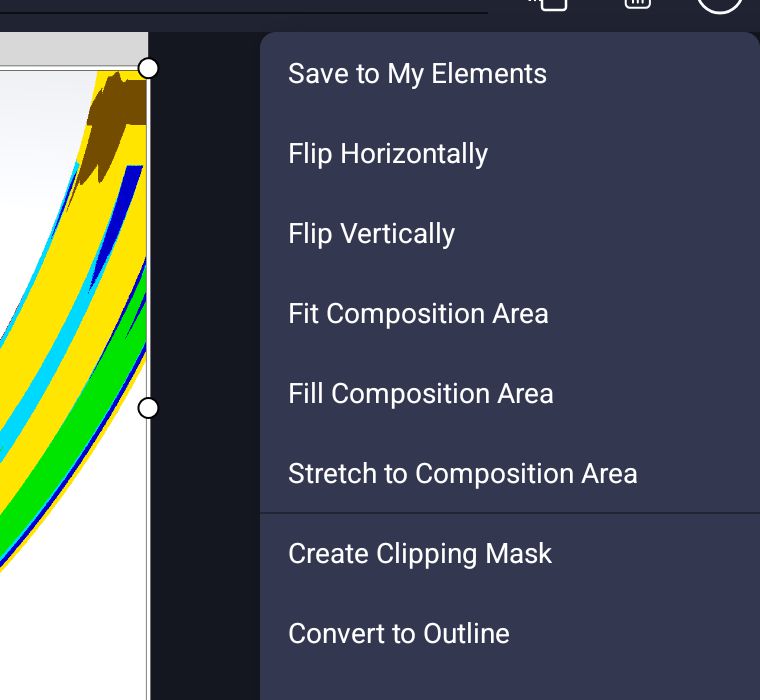 Save to My Elements
Flip Horizontally
Flip Vertically
Fit Composition Area
Fill Composition Area
Stretch to Composition Area
Create Clipping Mask
Convert to Outline